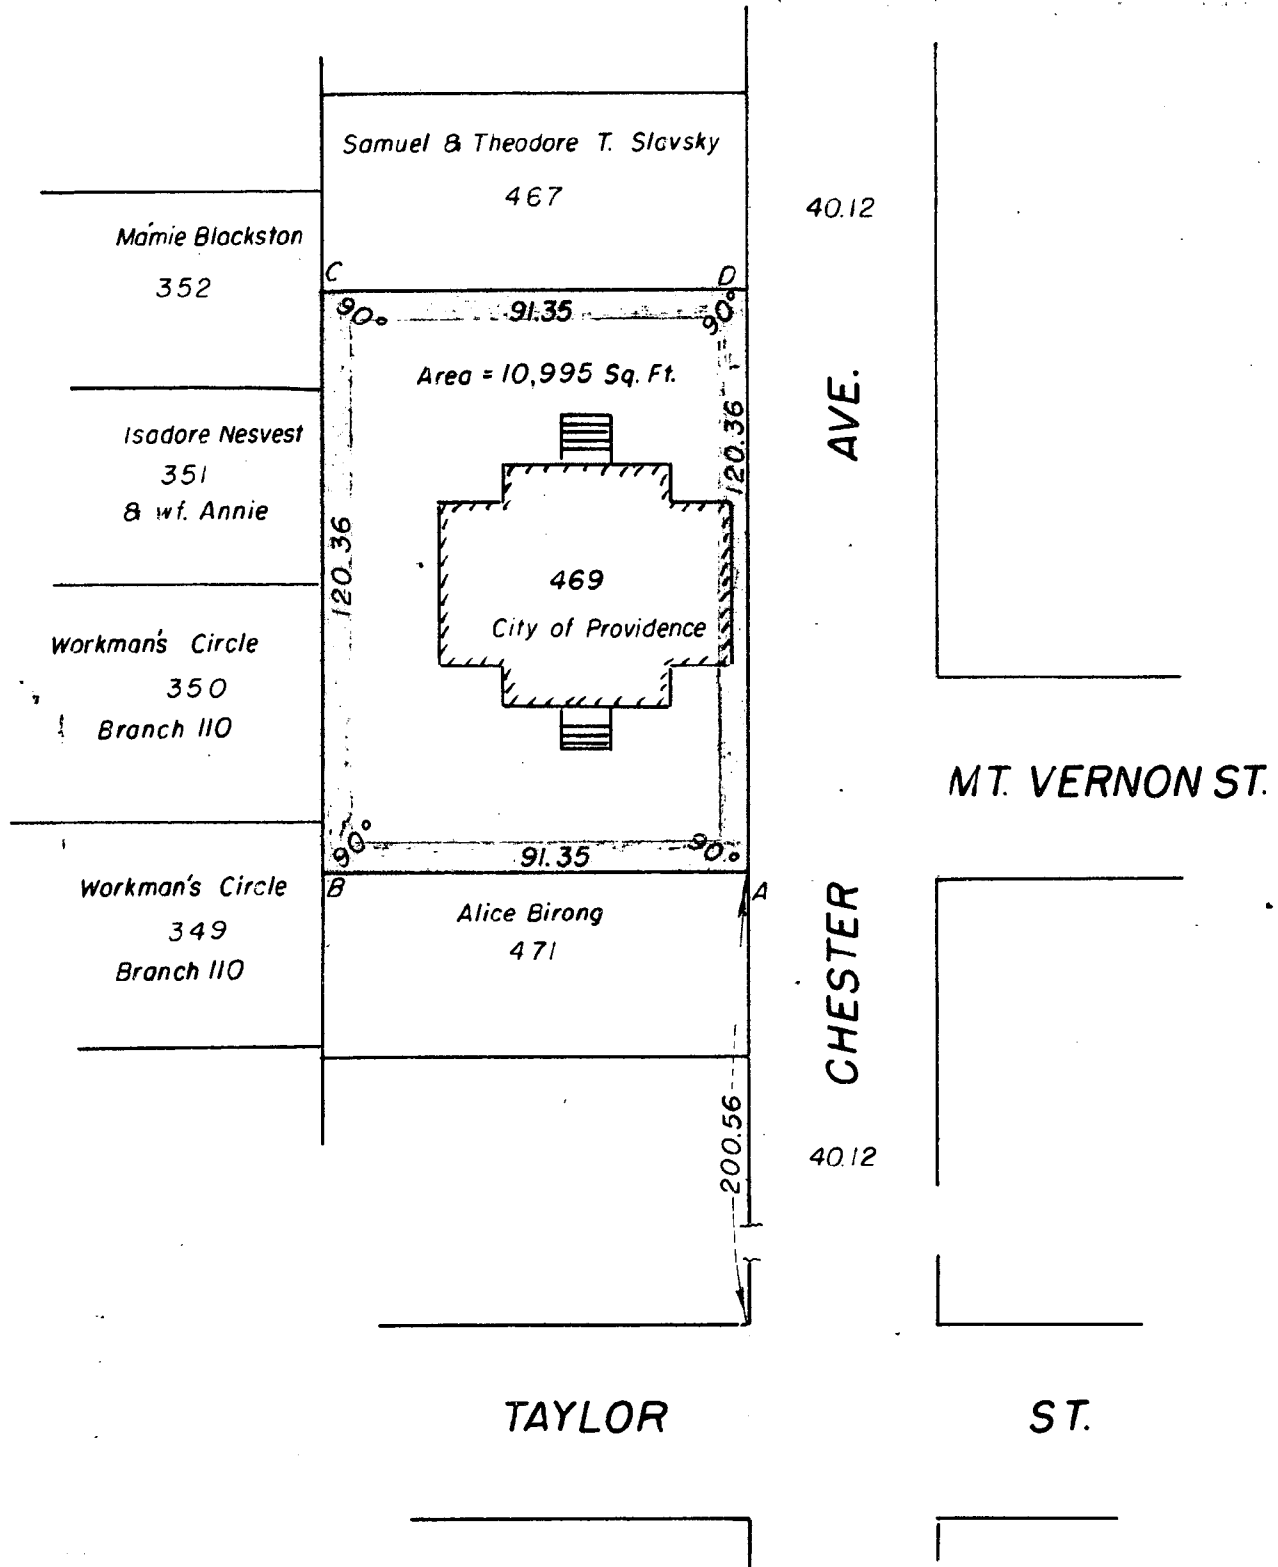 Samuel & Theodore T. Slavsky
467
40.12
Mamie Blackston
352
C
D
90°
91.35
90°
Area = 10,995 Sq. Ft.
AVE.
Isadore Nesvest
351
& wf. Annie
120.36
120.36
469
City of Providence
Workman's Circle
350
Branch 110
MT. VERNON ST.
90°
91.35
90°
B
A
Workman's Circle
349
Branch 110
Alice Birong
471
CHESTER
200.56
40.12
TAYLOR ST.